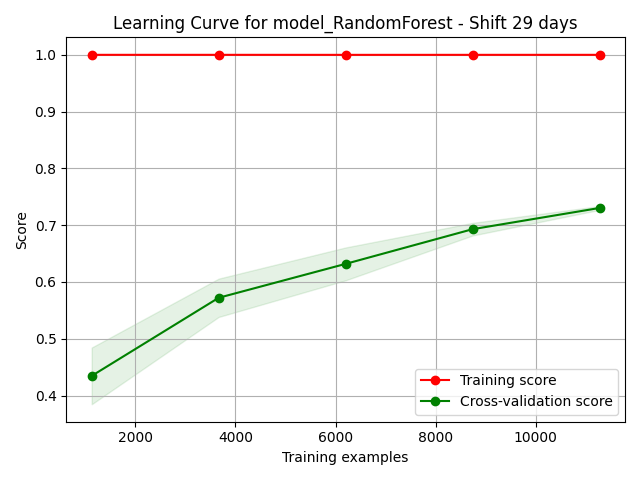 Learning Curve for model_RandomForest - Shift 29 days
Score
1.0
0.9
0.8
0.7
0.6
0.5
0.4
Training score
Cross-validation score
2000 4000 6000 8000 10000
Training examples